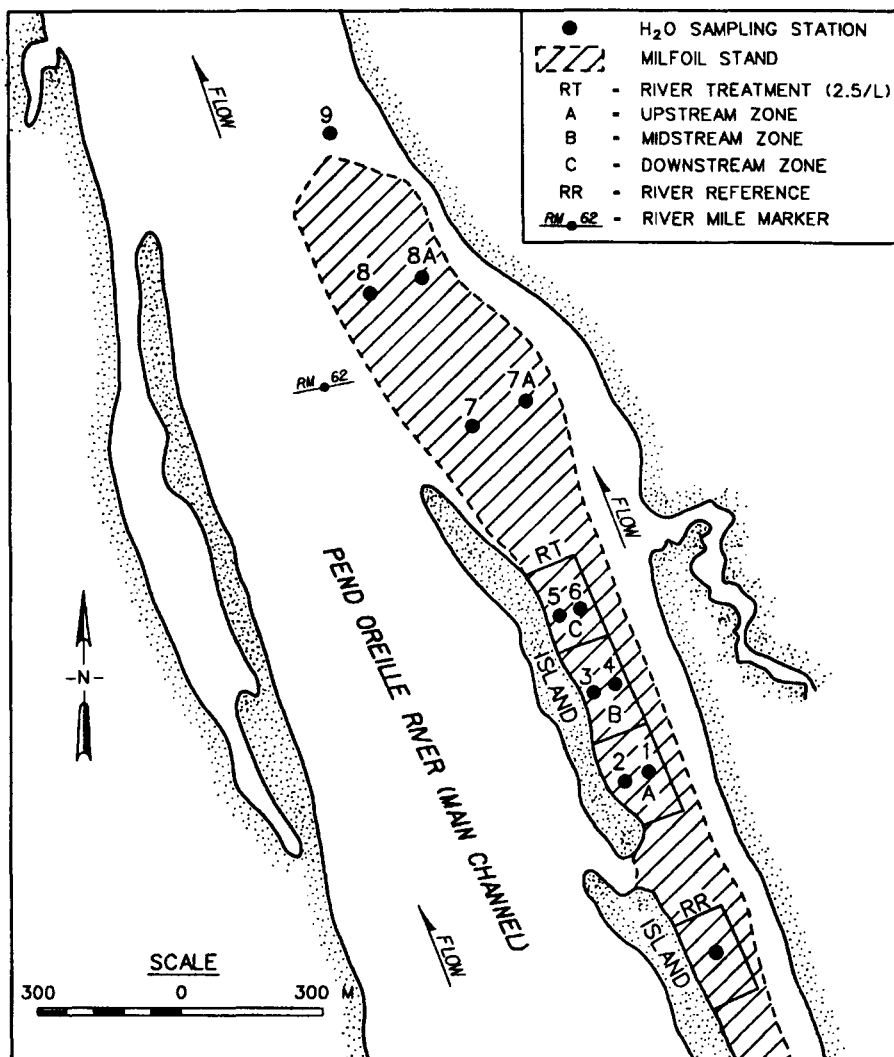 H₂O SAMPLING STATION
MILFOIL STAND
RT - RIVER TREATMENT (2.5/L)
A - UPSTREAM ZONE
B - MIDSTREAM ZONE
C - DOWNSTREAM ZONE
RR - RIVER REFERENCE
RM 62 - RIVER MILE MARKER
FLOW
9
8 8A
RM 62
7 7A
FLOW
RT
5 6
C
3 4
B
2 1
A
ISLAND
-N-
PEND OREILLE RIVER (MAIN CHANNEL)
RR
ISLAND
FLOW
SCALE
300 0 300 M